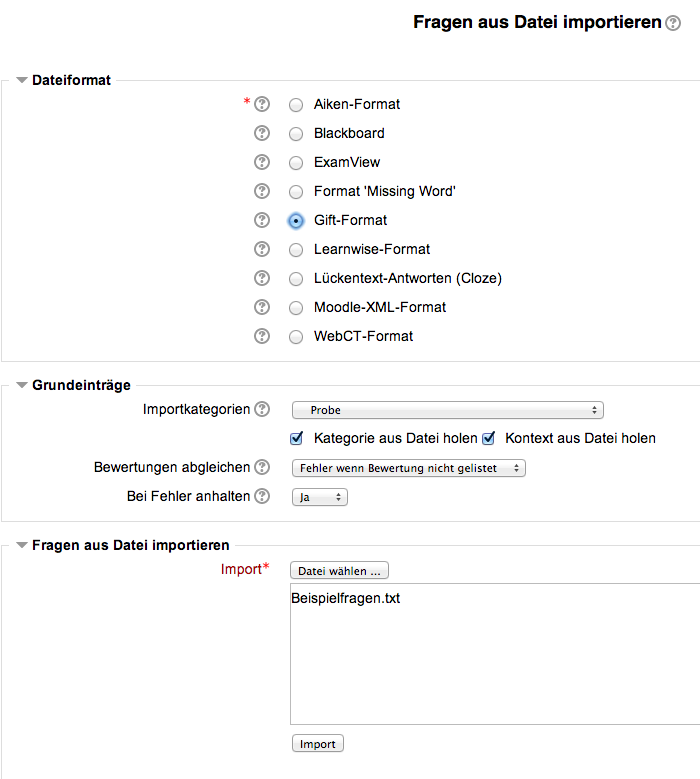 Fragen aus Datei importieren
Dateiformat
* Aiken-Format
Blackboard
ExamView
Format 'Missing Word'
Gift-Format
Learnwise-Format
Lückentext-Antworten (Cloze)
Moodle-XML-Format
WebCT-Format
Grundeinträge
Importkategorien Probe
Kategorie aus Datei holen Kontext aus Datei holen
Bewertungen abgleichen Fehler wenn Bewertung nicht gelistet
Bei Fehler anhalten Ja
Fragen aus Datei importieren
Import* Datei wählen ...
Beispielfragen.txt
Import